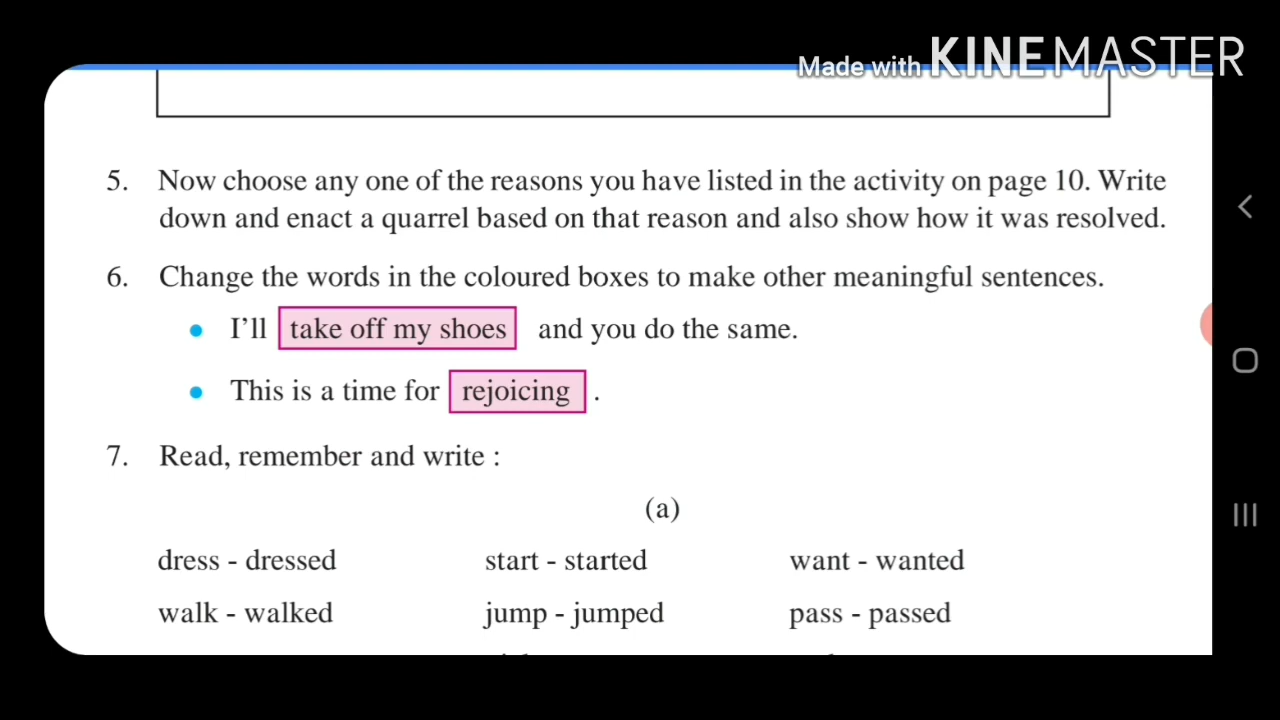 Made with KINEMASTER
5. Now choose any one of the reasons you have listed in the activity on page 10. Write
down and enact a quarrel based on that reason and also show how it was resolved.
6. Change the words in the coloured boxes to make other meaningful sentences.
• I’ll take off my shoes and you do the same.
• This is a time for rejoicing .
7. Read, remember and write :
(a)
dress - dressed start - started want - wanted
walk - walked jump - jumped pass - passed